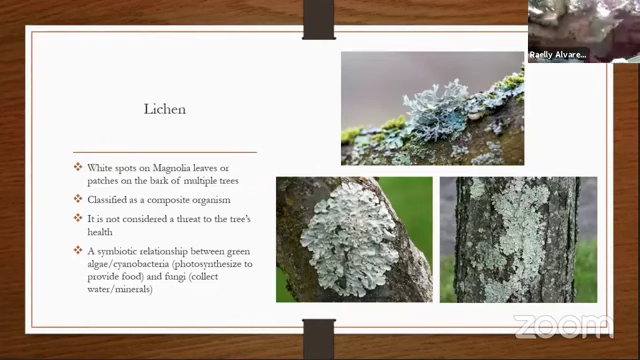 Raelly Alvare...
Lichen
White spots on Magnolia leaves or
patches on the bark of multiple trees
Classified as a composite organism
It is not considered a threat to the tree's
health
A symbiotic relationship between green
algae/cyanobacteria (photosynthesize to
provide food) and fungi (collect
water/minerals)
zoom